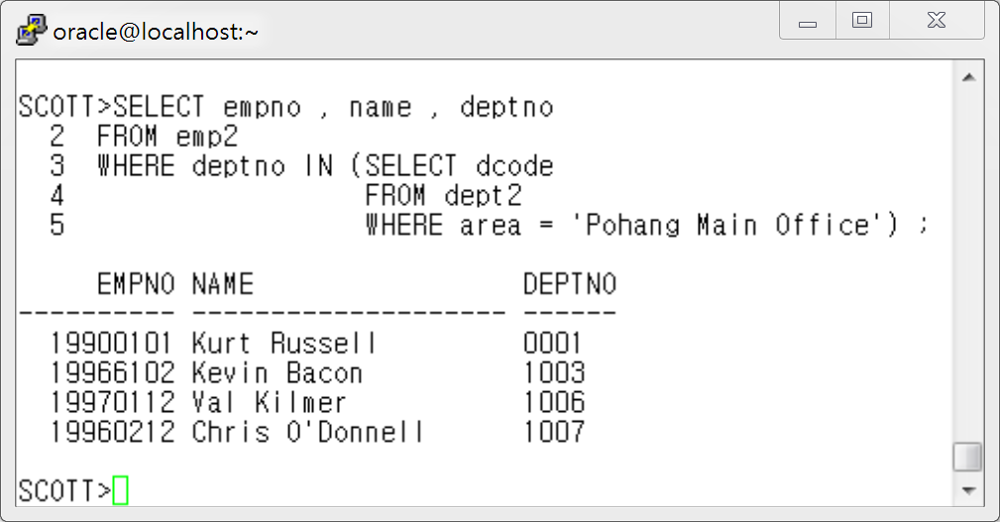 oracle@localhost:~
SCOTT>SELECT empno , name , deptno
  2  FROM emp2
  3  WHERE deptno IN (SELECT dcode
  4                   FROM dept2
  5                   WHERE area = 'Pohang Main Office') ;
     EMPNO NAME                 DEPTNO
---------- -------------------- ------
  19900101 Kurt Russell         0001
  19966102 Kevin Bacon          1003
  19970112 Val Kilmer           1006
  19960212 Chris O'Donnell      1007
SCOTT>